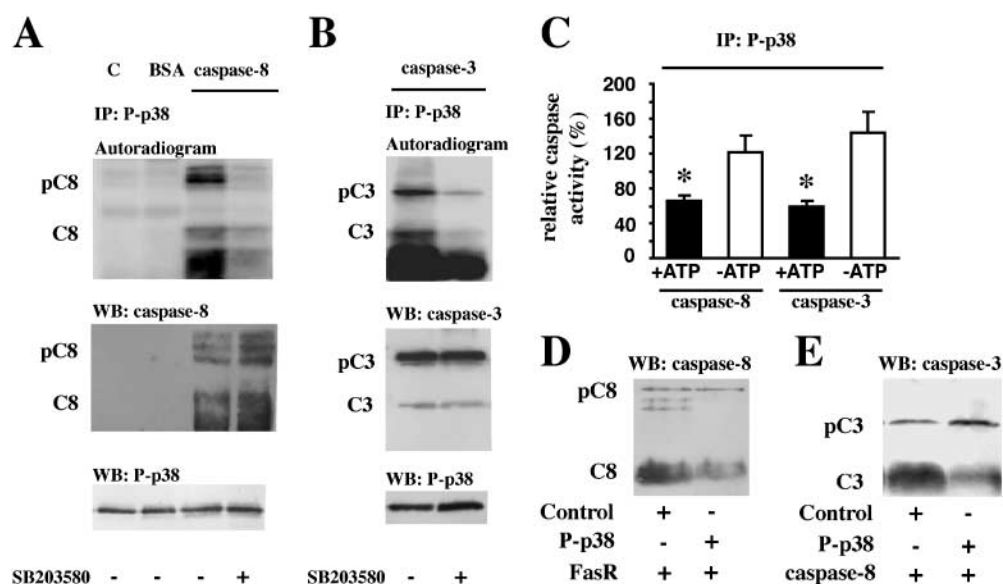 A
C BSA caspase-8
IP: P-p38
Autoradiogram
pC8
C8
WB: caspase-8
pC8
C8
WB: P-p38
SB203580 - - - +
B
caspase-3
IP: P-p38
Autoradiogram
pC3
C3
WB: caspase-3
pC3
C3
WB: P-p38
SB203580 - +
C
IP: P-p38
relative caspase
activity (%)
200
160
120
80
40
0
* *
+ATP -ATP +ATP -ATP
caspase-8 caspase-3
D
WB: caspase-8
pC8
C8
Control + -
P-p38 - +
FasR + +
E
WB: caspase-3
pC3
C3
Control + -
P-p38 - +
caspase-8 + +